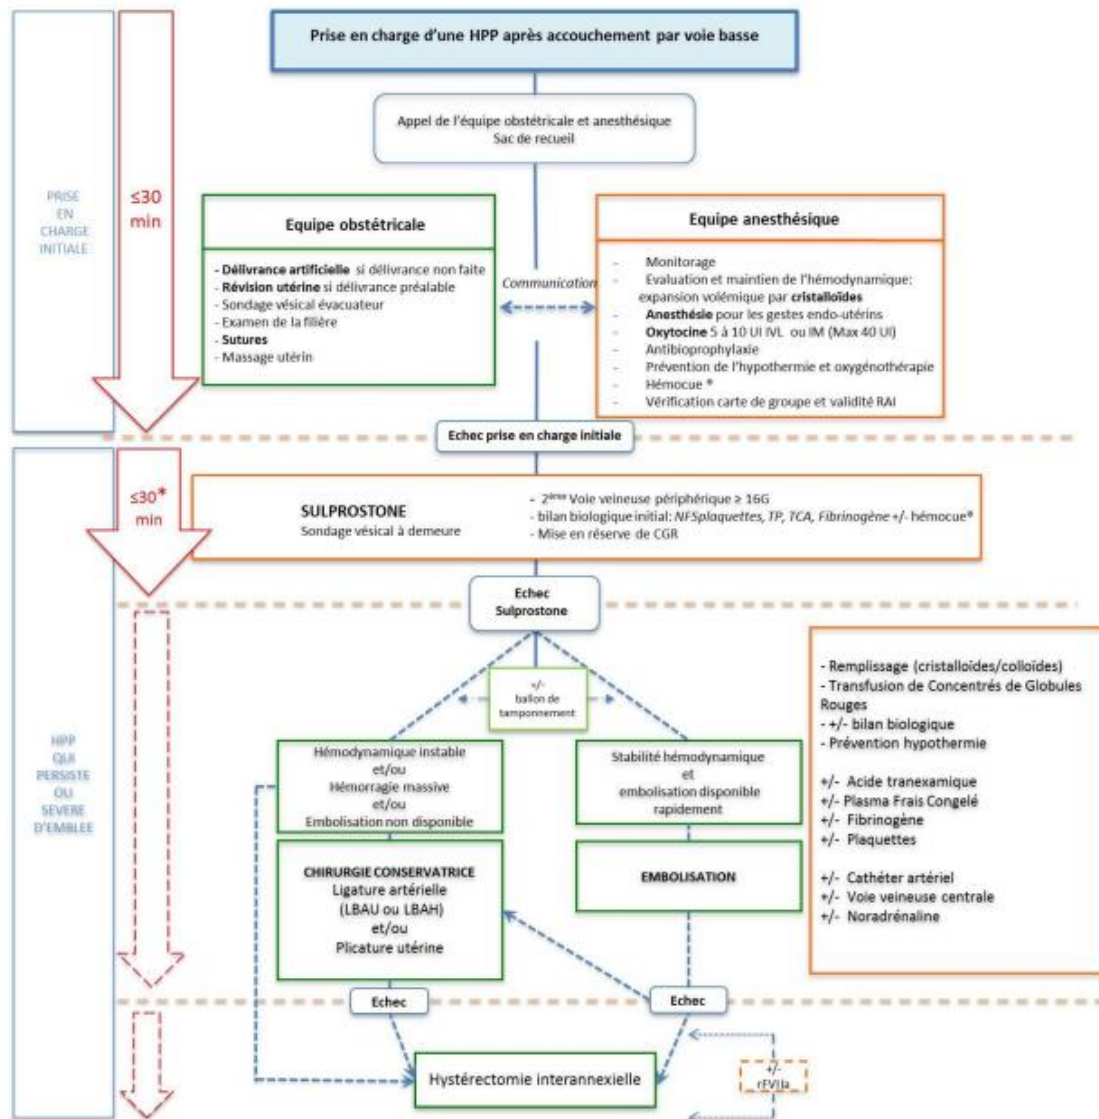 Prise en charge d'une HPP après accouchement par voie basse
Appel de l'équipe obstétricale et anesthésique
Sac de recueil
PRISE
EN
CHARGE
INITIALE
≤30
min
Equipe obstétricale
- Délivrance artificielle si délivrance non faite
- Révision utérine si délivrance préalable
- Sondage vésical évacuateur
- Examen de la filière
- Sutures
- Massage utérin
Communication
Equipe anesthésique
- Monitorage
- Evaluation et maintien de l'hémodynamique:
expansion volémique par cristalloïdes
- Anesthésie pour les gestes endo-utérins
- Oxytocine 5 à 10 UI IVL ou IM (Max 40 UI)
- Antibioprophylaxie
- Prévention de l'hypothermie et oxygénothérapie
- Hémocue ®
- Vérification carte de groupe et validité RAI
Echec prise en charge initiale
≤30*
min
SULPROSTONE
Sondage vésical à demeure
- 2ème Voie veineuse périphérique ≥ 16G
- bilan biologique initial: NFSplaquettes, TP, TCA, Fibrinogène +/- hémocue®
- Mise en réserve de CGR
Echec
Sulprostone
HPP
QUI
PERSISTE
OU
SEVERE
D'EMBLEE
+/-
ballon de
tamponnement
Hémodynamique instable
et/ou
Hémorragie massive
et/ou
Embolisation non disponible
Stabilité hémodynamique
et
embolisation disponible
rapidement
CHIRURGIE CONSERVATRICE
Ligature artérielle
(LBAU ou LBAH)
et/ou
Plicature utérine
EMBOLISATION
- Remplissage (cristalloïdes/colloïdes)
- Transfusion de Concentrés de Globules
Rouges
- +/- bilan biologique
- Prévention hypothermie
+/- Acide tranexamique
+/- Plasma Frais Congelé
+/- Fibrinogène
+/- Plaquettes
+/- Cathéter artériel
+/- Voie veineuse centrale
+/- Noradrénaline
Echec
Echec
Hystérectomie interannexielle
+/-
rFVIIa